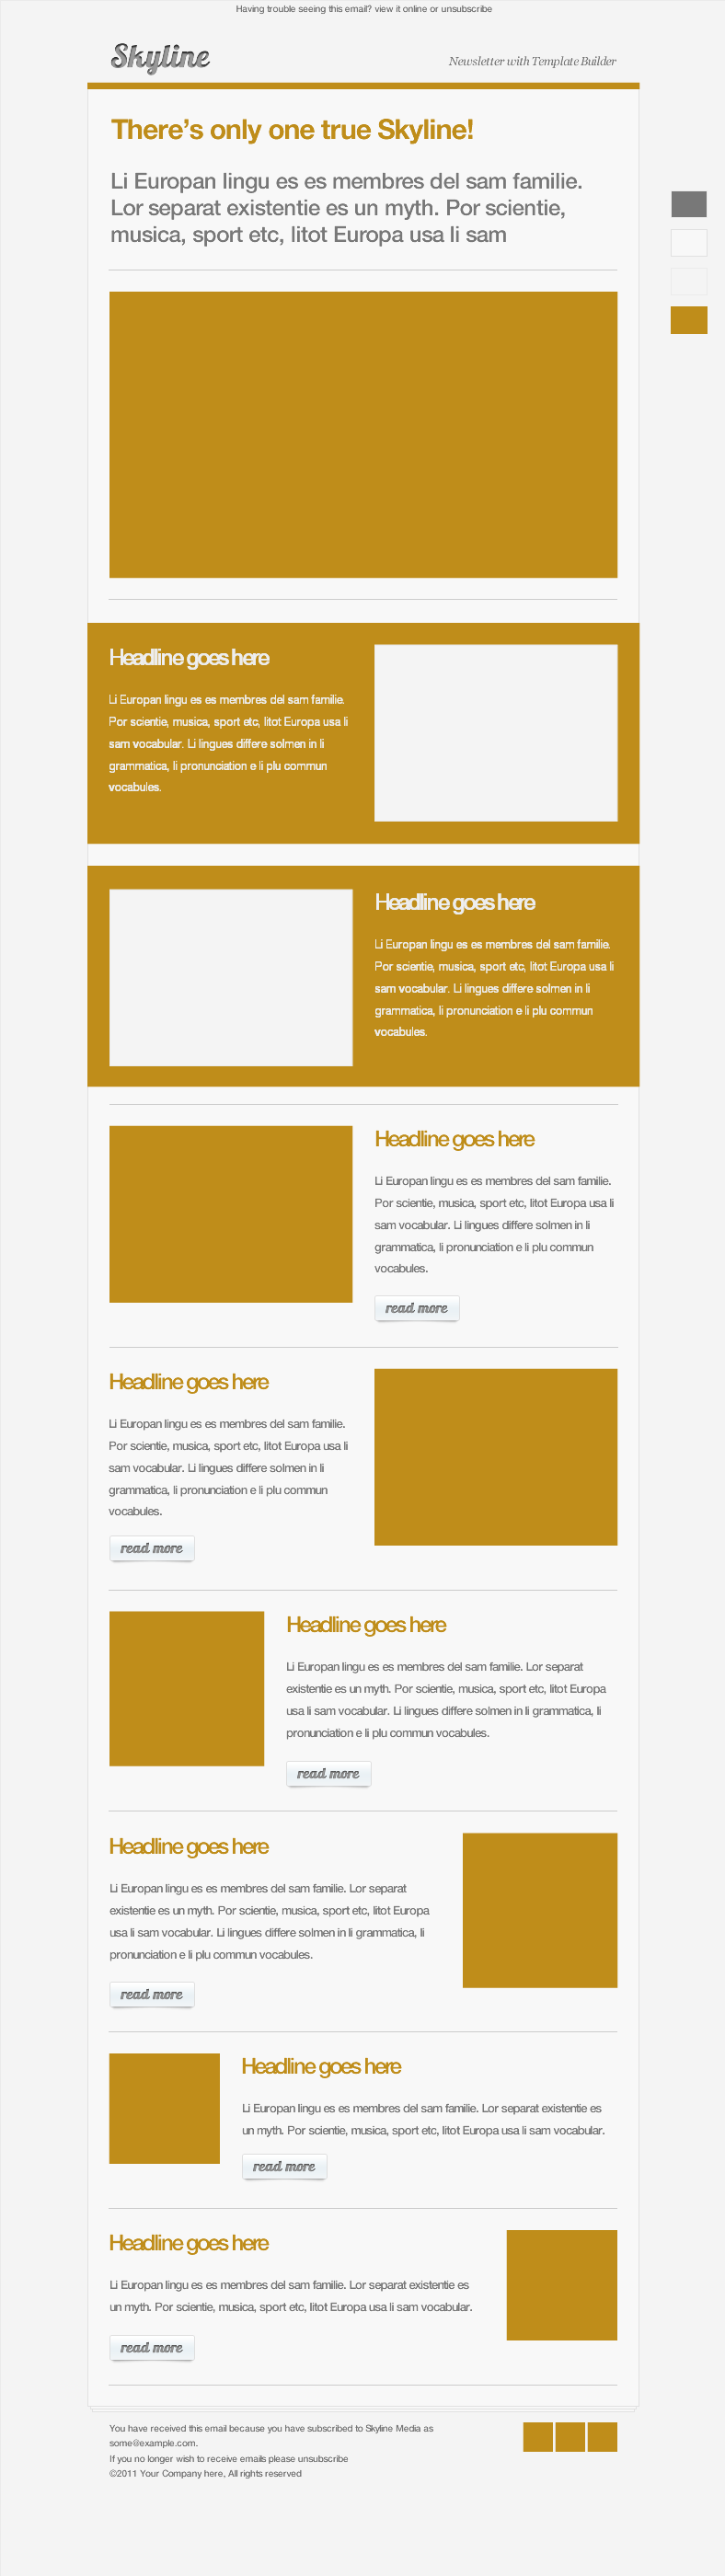 Having trouble seeing this email? view it online or unsubscribe
Skyline
Newsletter with Template Builder
There's only one true Skyline!
Li Europan lingu es es membres del sam familie.
Lor separat existentie es un myth. Por scientie,
musica, sport etc, litot Europa usa li sam
Headline goes here
Li Europan lingu es es membres del sam familie.
Por scientie, musica, sport etc, litot Europa usa li
sam vocabular. Li lingues differe solmen in li
grammatica, li pronunciation e li plu commun
vocabules.
Headline goes here
Li Europan lingu es es membres del sam familie.
Por scientie, musica, sport etc, litot Europa usa li
sam vocabular. Li lingues differe solmen in li
grammatica, li pronunciation e li plu commun
vocabules.
Headline goes here
Li Europan lingu es es membres del sam familie.
Por scientie, musica, sport etc, litot Europa usa li
sam vocabular. Li lingues differe solmen in li
grammatica, li pronunciation e li plu commun
vocabules.
read more
Headline goes here
Li Europan lingu es es membres del sam familie.
Por scientie, musica, sport etc, litot Europa usa li
sam vocabular. Li lingues differe solmen in li
grammatica, li pronunciation e li plu commun
vocabules.
read more
Headline goes here
Li Europan lingu es es membres del sam familie. Lor separat
existentie es un myth. Por scientie, musica, sport etc, litot Europa
usa li sam vocabular. Li lingues differe solmen in li grammatica, li
pronunciation e li plu commun vocabules.
read more
Headline goes here
Li Europan lingu es es membres del sam familie. Lor separat
existentie es un myth. Por scientie, musica, sport etc, litot Europa
usa li sam vocabular. Li lingues differe solmen in li grammatica, li
pronunciation e li plu commun vocabules.
read more
Headline goes here
Li Europan lingu es es membres del sam familie. Lor separat existentie es
un myth. Por scientie, musica, sport etc, litot Europa usa li sam vocabular.
read more
Headline goes here
Li Europan lingu es es membres del sam familie. Lor separat existentie es
un myth. Por scientie, musica, sport etc, litot Europa usa li sam vocabular.
read more
You have received this email because you have subscribed to Skyline Media as
some@example.com.
If you no longer wish to receive emails please unsubscribe
©2011 Your Company here, All rights reserved